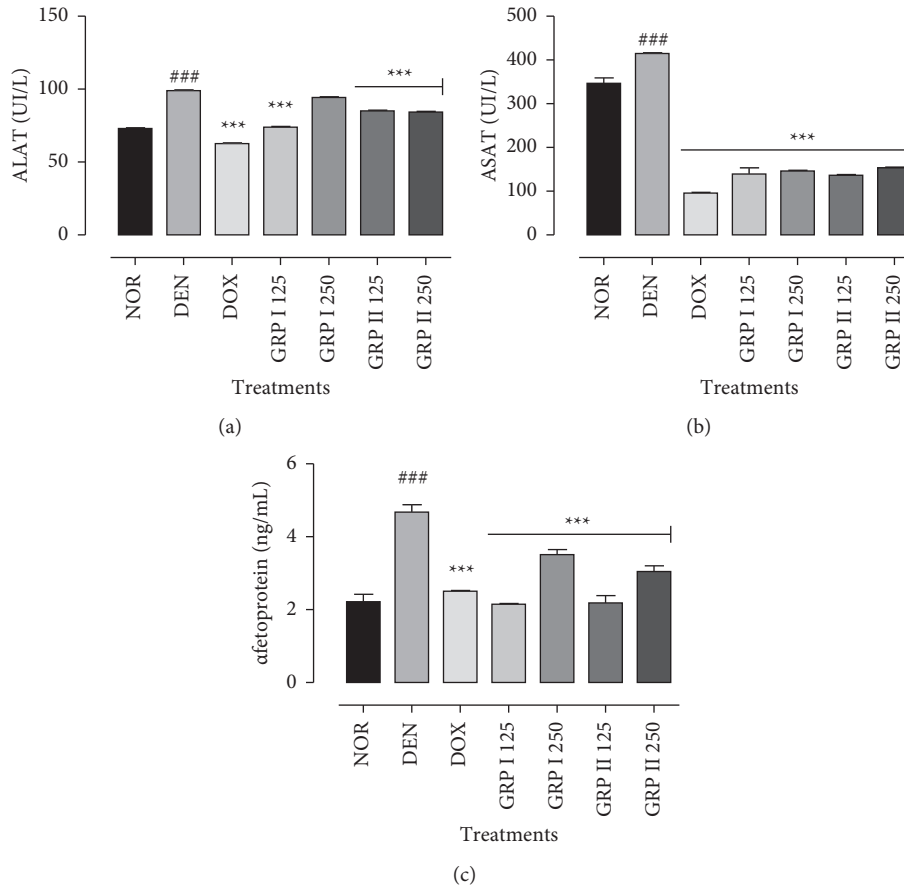 150
100
50
0
ALAT (UI/L)
###
***
***
***
NOR
DEN
DOX
GRP I 125
GRP I 250
GRP II 125
GRP II 250
Treatments
(a)
500
400
300
200
100
0
ASAT (UI/L)
###
***
NOR
DEN
DOX
GRP I 125
GRP I 250
GRP II 125
GRP II 250
Treatments
(b)
6
4
2
0
αfetoprotein (ng/mL)
###
***
***
NOR
DEN
DOX
GRP I 125
GRP I 250
GRP II 125
GRP II 250
Treatments
(c)